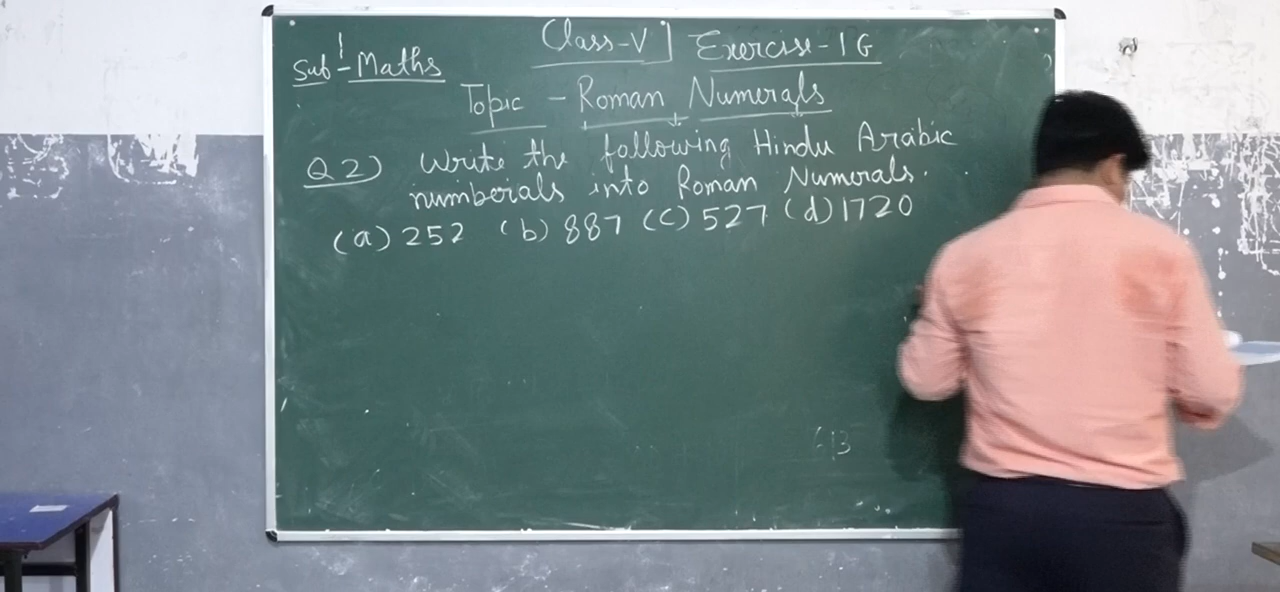 Class-V] Exercise-1G
Sub!-Maths
Topic - Roman Numerals
Q2) Write the following Hindu Arabic
numberials into Roman Numerals.
(a) 252 (b) 887 (c) 527 (d) 1720